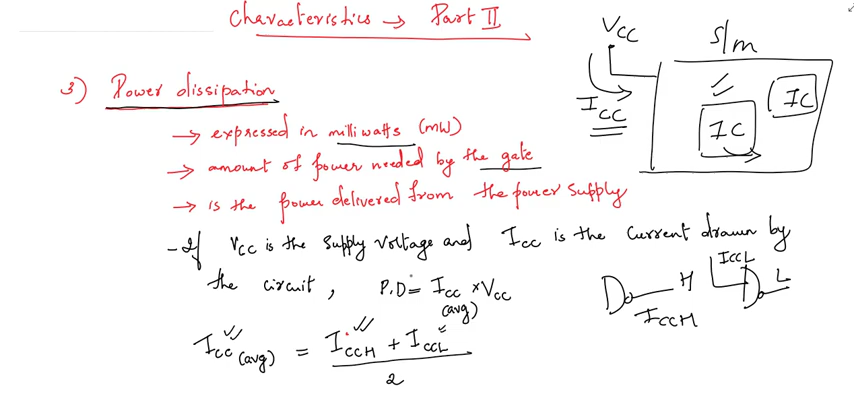 Characteristics → Part II
3) Power dissipation
→ expressed in milliwatts (mW)
→ amount of power needed by the gate
→ is the power delivered from the power supply
- If VCC is the supply voltage and ICC is the current drawn by
the circuit, P.D = ICC (avg) × VCC
ICC (avg) = ICCH + ICCL / 2
VCC
S/m
ICC
IC
IC
H
ICCH
ICCL
L